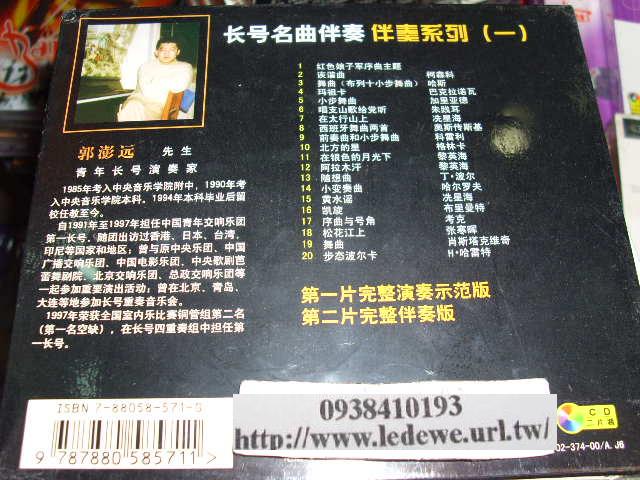 长号名曲伴奏 伴奏系列(一)
1 红色娘子军序曲主题
2 诙谐曲 柯森科
3 舞曲(布列十小步舞曲) 哈斯
4 玛祖卡 巴克拉诺瓦
5 小步舞曲 加里亚德
6 唱支山歌给党听 朱践耳
7 在太行山上 冼星海
8 西班牙舞曲两首 奥斯传斯基
9 前奏曲和小步舞曲 科雷利
10 北方的星 格林卡
11 在银色的月光下 黎英海
12 阿拉木汗 黎英海
13 随想曲 丁·波尔
14 小变奏曲 哈尔罗夫
15 黄水谣 冼星海
16 凯旋 布里曼特
17 序曲与号角 考克
18 松花江上 张寒晖
19 舞曲 肖斯塔克维奇
20 步态波尔卡 H·哈雷特
第一片完整演奏示范版
第二片完整伴奏版
郭澎远 先生
青年长号演奏家
1985年考入中央音乐学院附中,1990年考
入中央音乐学院本科。1994年本科毕业后留
校任教至今。
自1991年至1997年担任中国青年交响乐团
第一长号,随团出访过香港、日本、台湾、
印尼等国家和地区;曾与原中央乐团、中国
广播交响乐团、中国电影乐团、中央歌剧芭
蕾舞剧院、北京交响乐团、总政交响乐团等
一起参加重要演出活动;曾在北京、青岛、
大连等地参加长号重奏音乐会。
1997年荣获全国室内乐比赛铜管组第二名
(第一名空缺),在长号四重奏组中担任第
一长号。
ISBN 7-88058-571-0
9 787880 585711 >
0938410193
http://www.ledewe.url.tw/
CD
二片装
02-374-00/A.J6